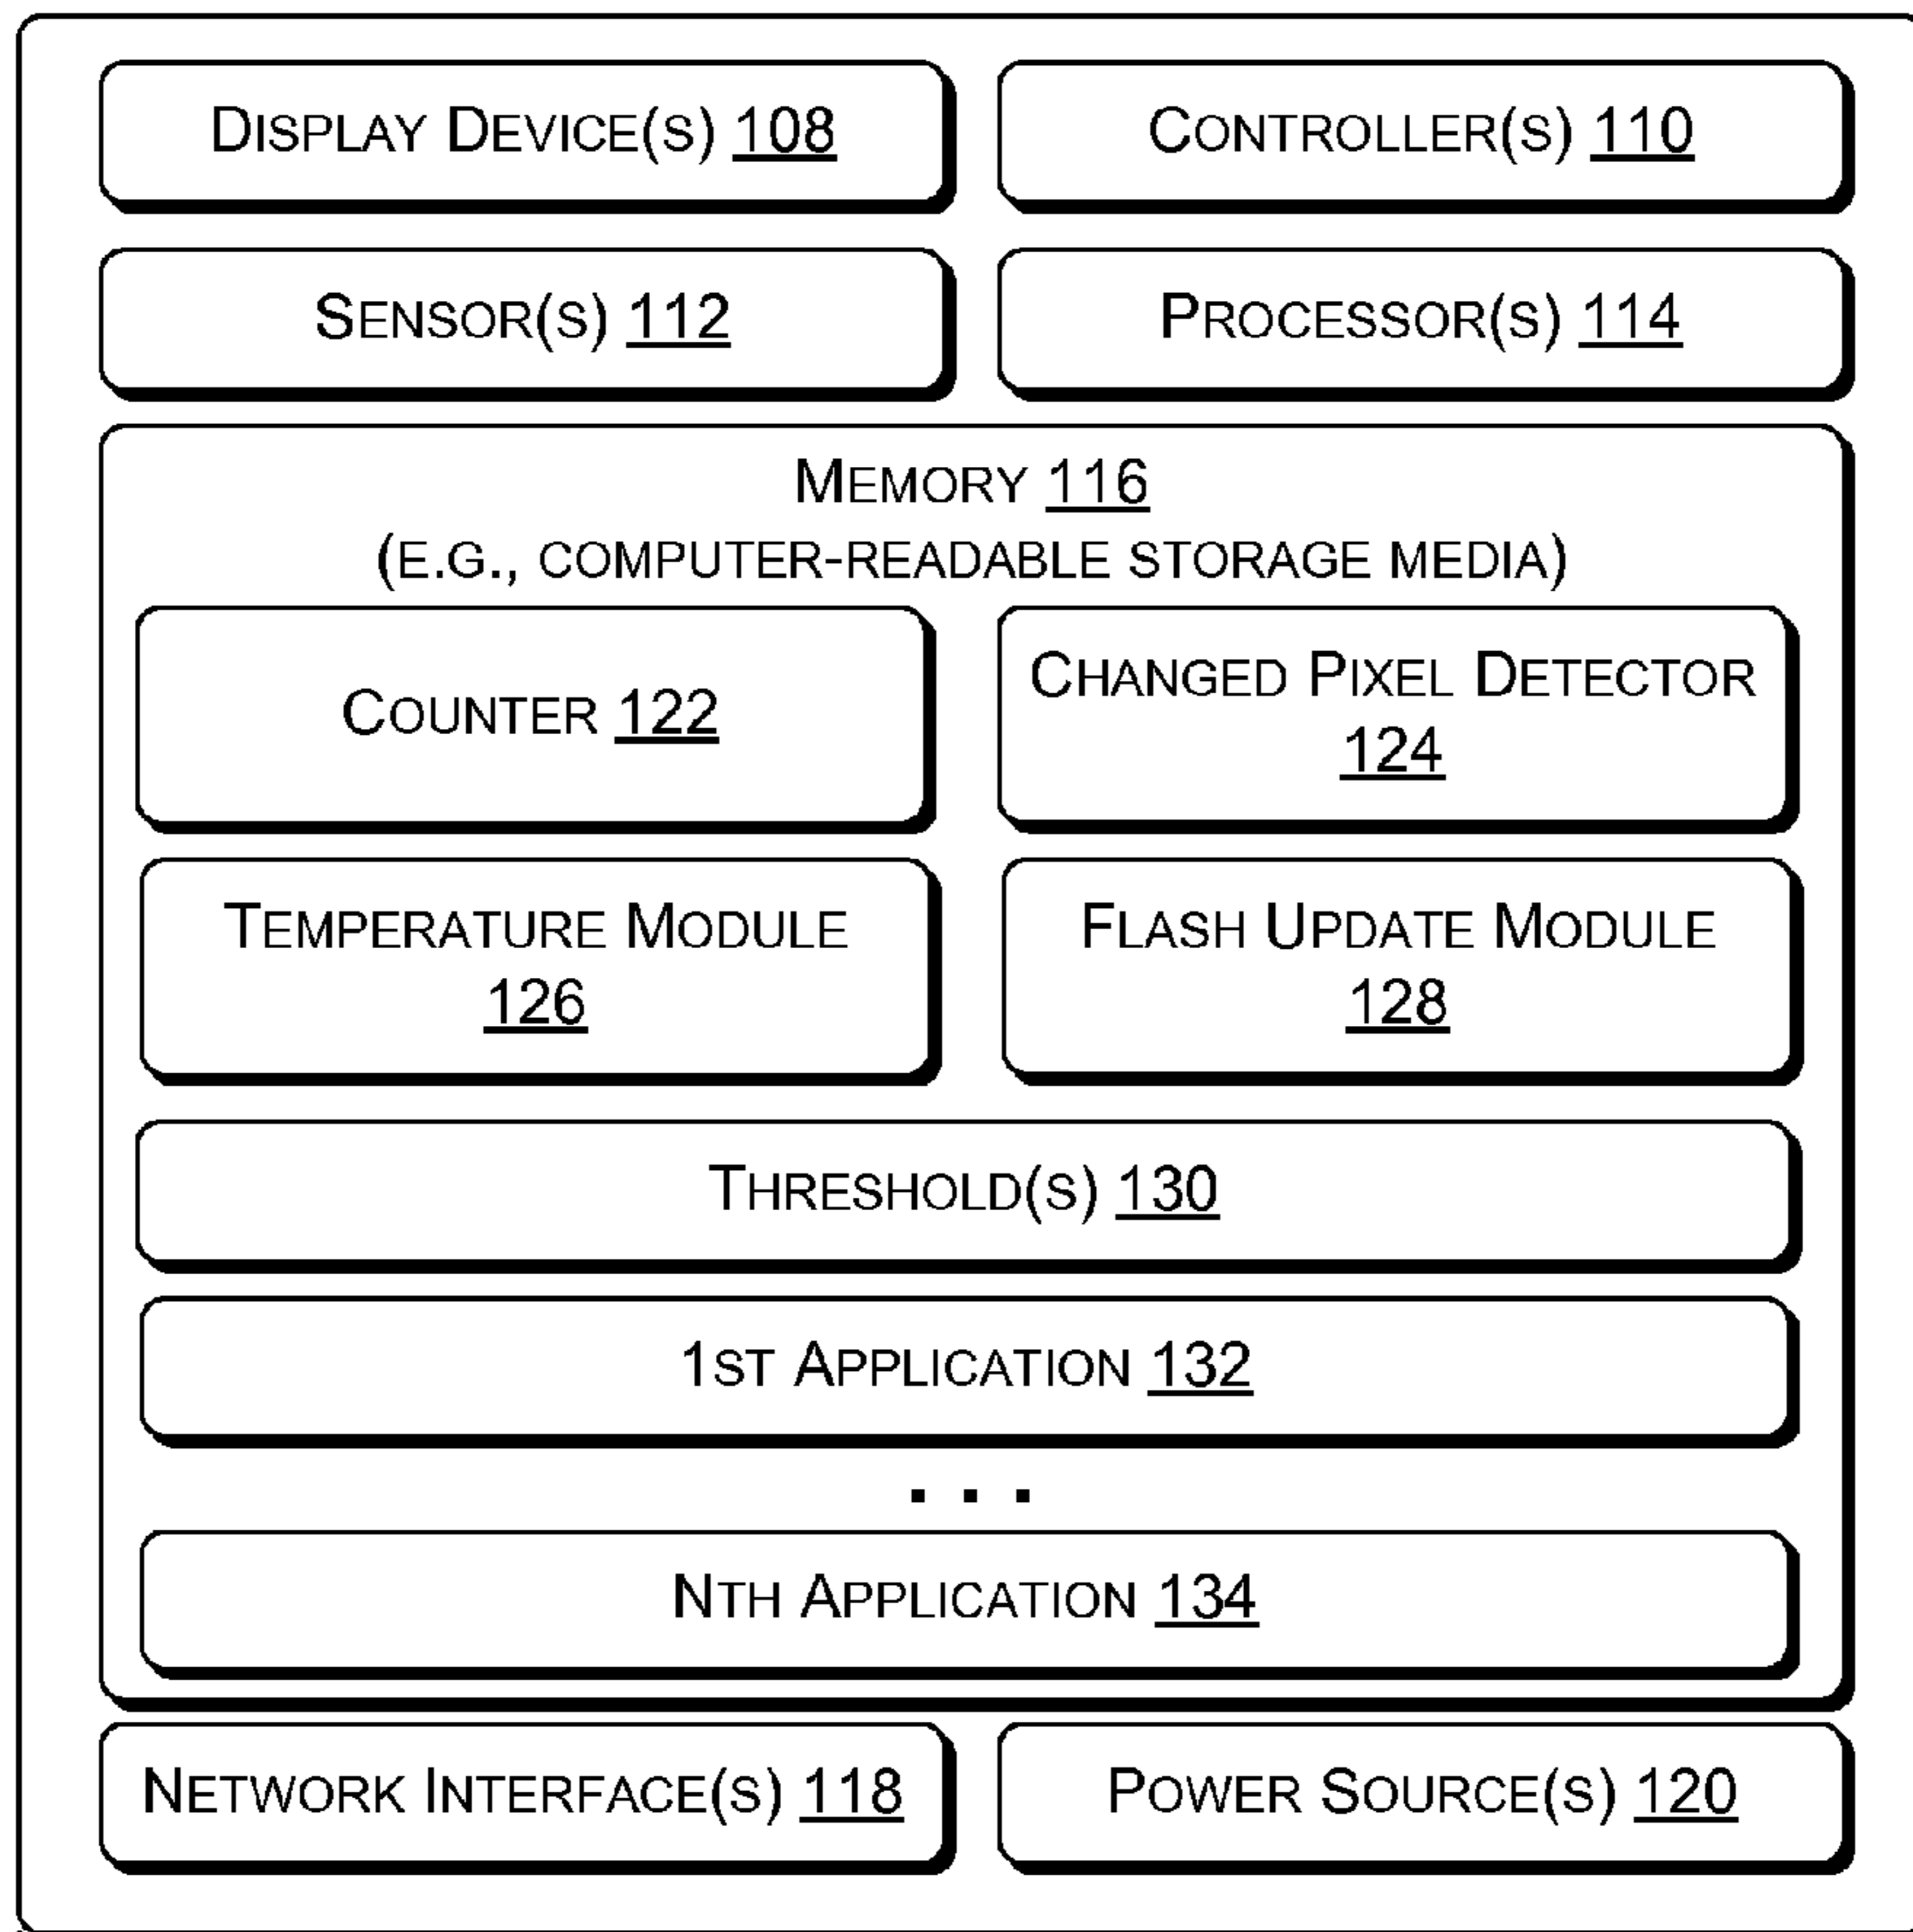 DISPLAY DEVICE(S) 108
CONTROLLER(S) 110
SENSOR(S) 112
PROCESSOR(S) 114
MEMORY 116
(E.G., COMPUTER-READABLE STORAGE MEDIA)
COUNTER 122
CHANGED PIXEL DETECTOR
124
TEMPERATURE MODULE
126
FLASH UPDATE MODULE
128
THRESHOLD(S) 130
1ST APPLICATION 132
. . .
NTH APPLICATION 134
NETWORK INTERFACE(S) 118
POWER SOURCE(S) 120